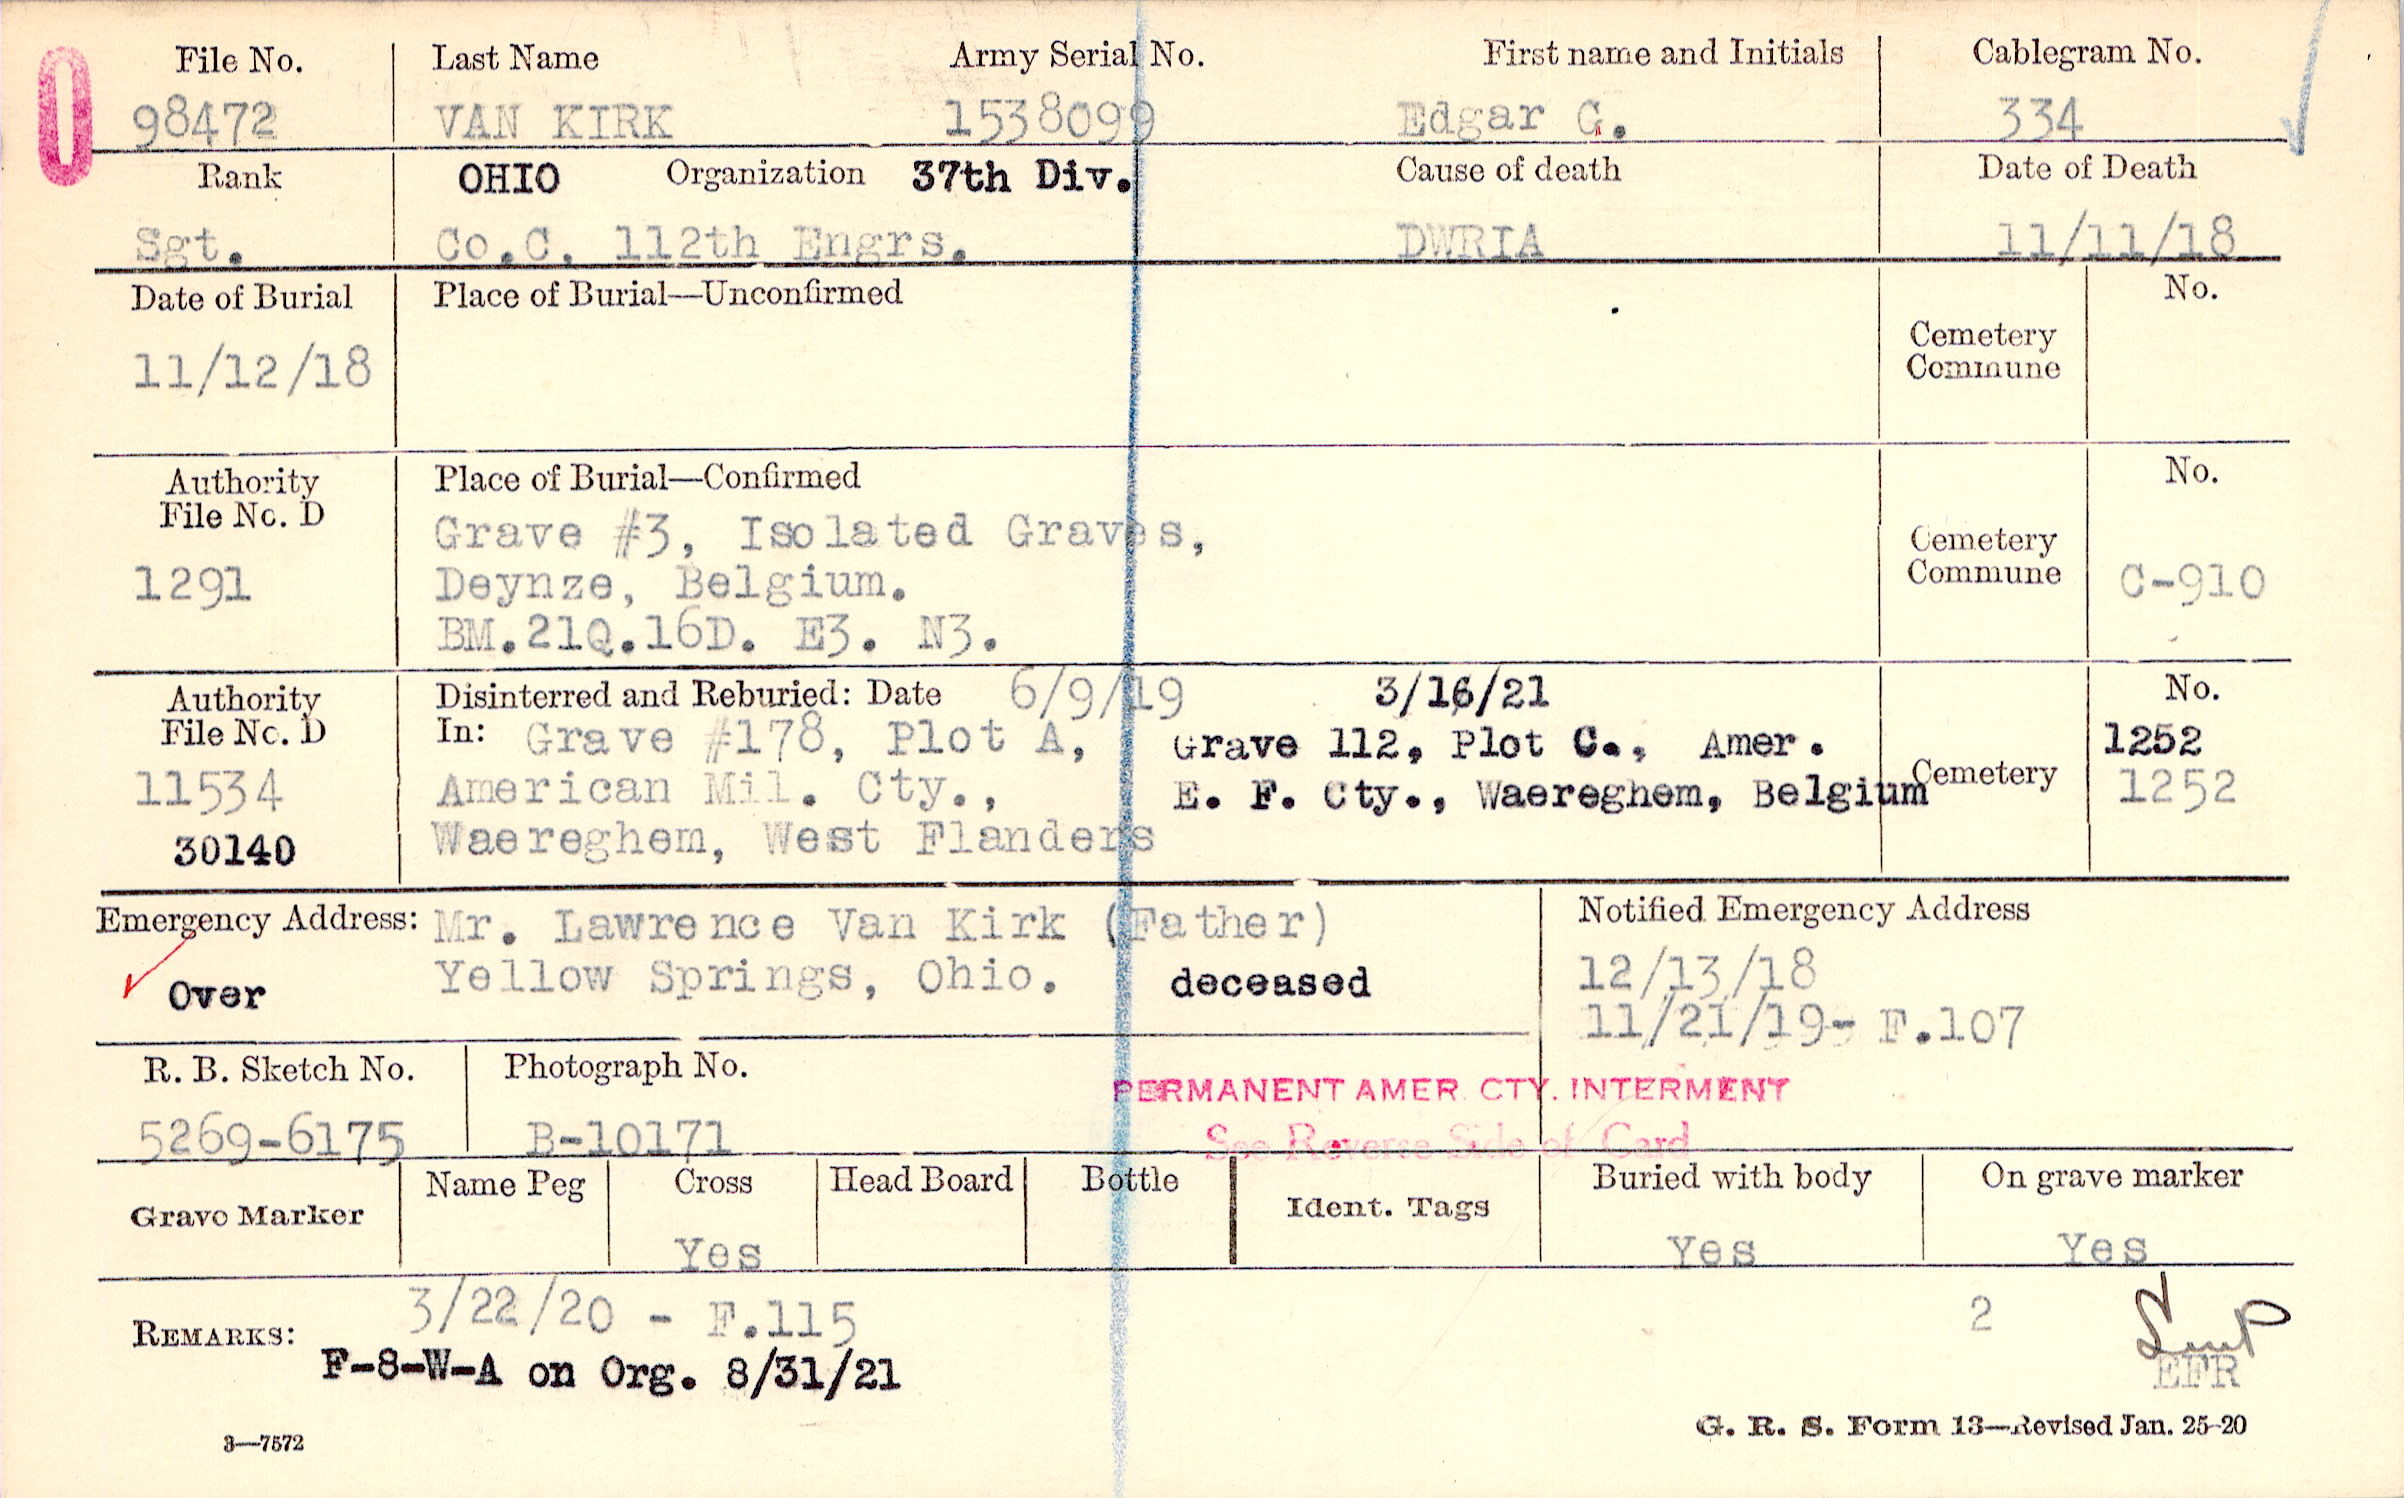 File No. Last Name Army Serial No. First name and Initials Cablegram No.
98472 VAN KIRK 1538099 Edgar G. 334
Rank OHIO Organization 37th Div. Cause of death Date of Death
Sgt. Co.C. 112th Engrs. DWRIA 11/11/18
Date of Burial Place of Burial—Unconfirmed No.
Cemetery
Commune
11/12/18
Authority Place of Burial—Confirmed No.
File No. D
Grave #3, Isolated Graves,
Cemetery
Commune
1291 Deynze, Belgium. C-910
BM.21Q.16D. E3. N3.
Authority Disinterred and Reburied: Date 6/9/19 3/16/21 No.
File No. D In: Grave #178, Plot A, Grave 112, Plot C., Amer. 1252
11534 American Mil. Cty., E. F. Cty., Waereghem, Belgium Cemetery 1252
30140 Waereghem, West Flanders
Emergency Address: Mr. Lawrence Van Kirk (Father) Notified Emergency Address
Over Yellow Springs, Ohio. deceased 12/13/18
11/21/19- F.107
R. B. Sketch No. Photograph No.
PERMANENT AMER. CTY. INTERMENT
5269-6175 B-10171 See Reverse Side of Card
Grave Marker Name Peg Cross Head Board Bottle Ident. Tags Buried with body On grave marker
Yes Yes Yes
REMARKS: 3/22/20 - F.115 2
F-8-W-A on Org. 8/31/21 EFR
3—7572 G. R. S. Form 13—Revised Jan. 25-20